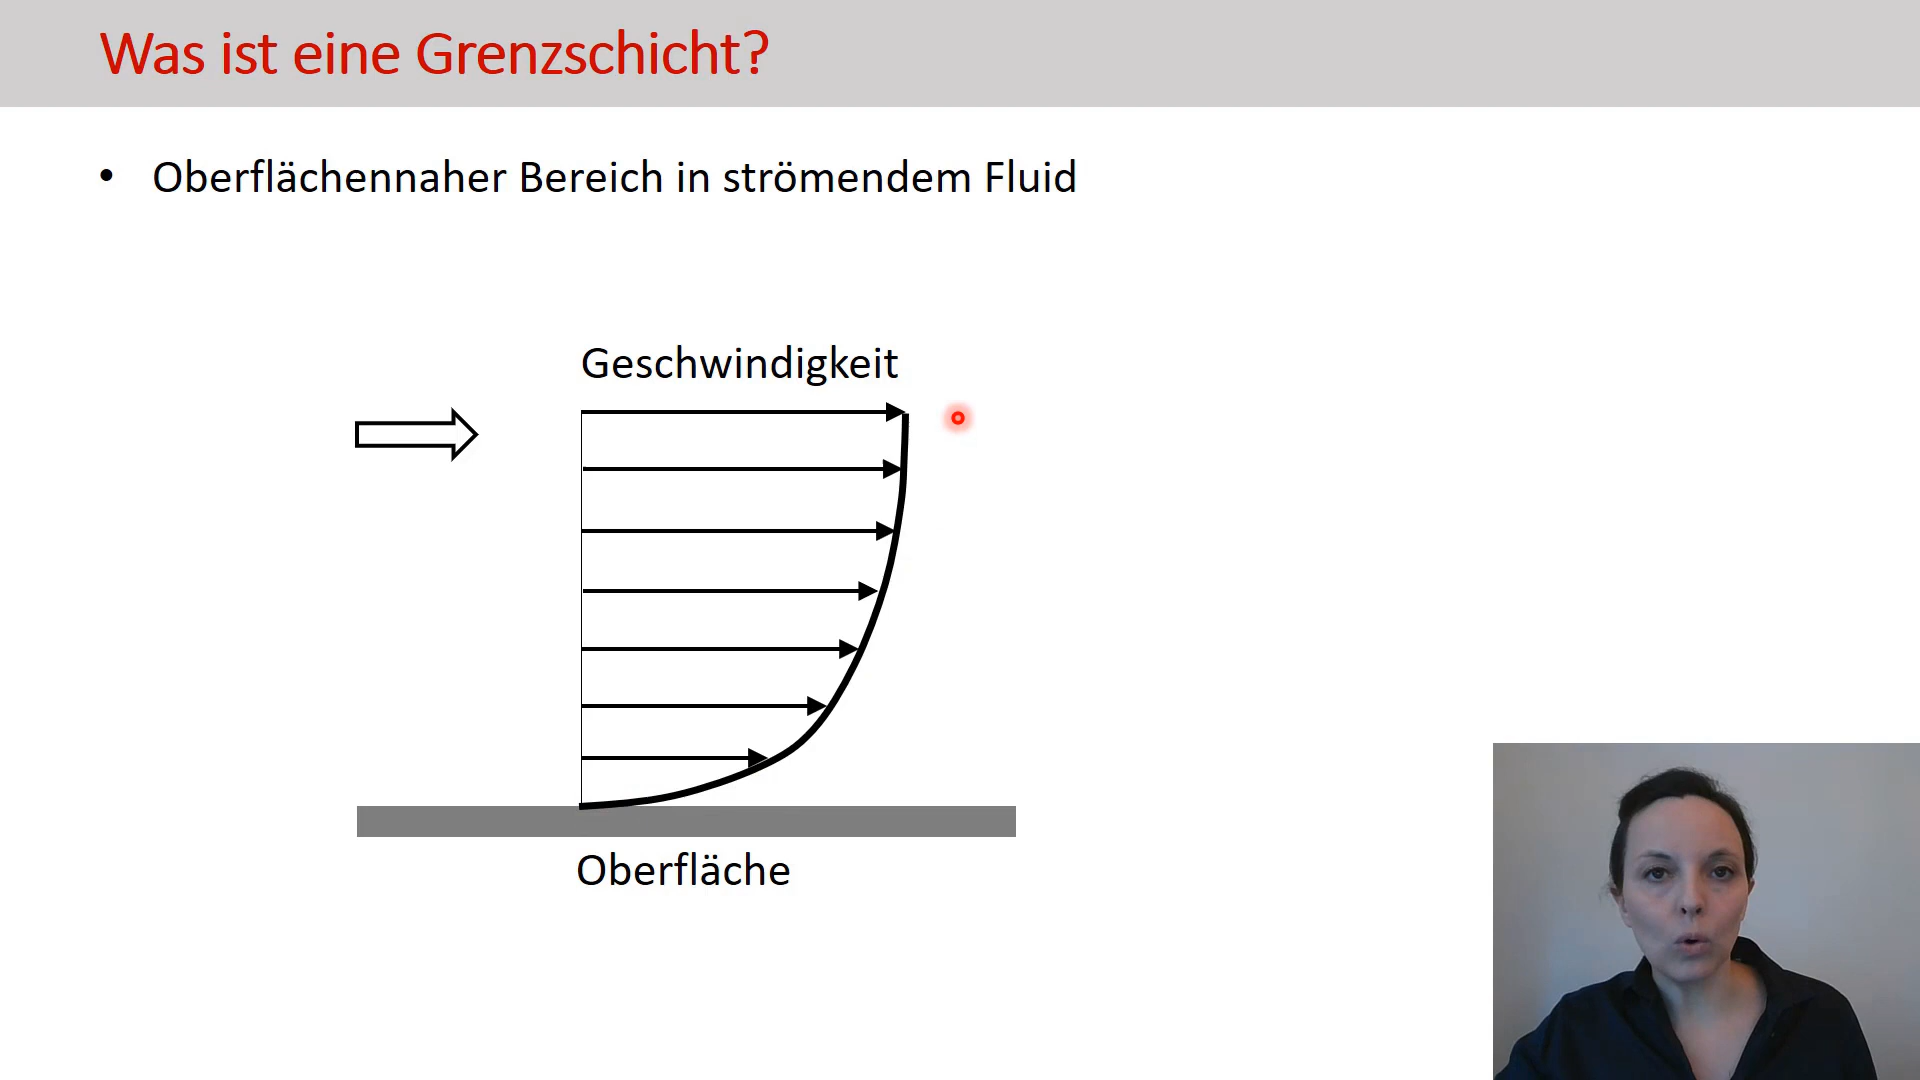 Was ist eine Grenzschicht?
• Oberflächennaher Bereich in strömendem Fluid
Geschwindigkeit
Oberfläche